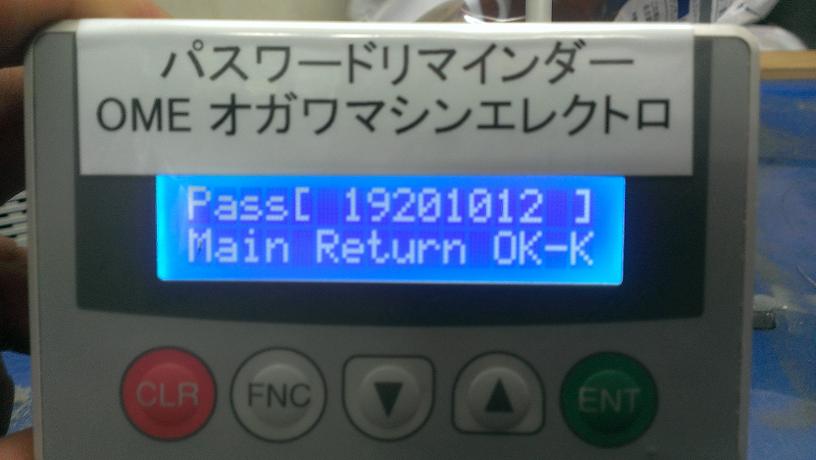 パスワードリマインダー
OME オガワマシンエレクトロ
Pass[ 19201012 ]
Main Return OK-K
CLR FNC ▼ ▲ ENT